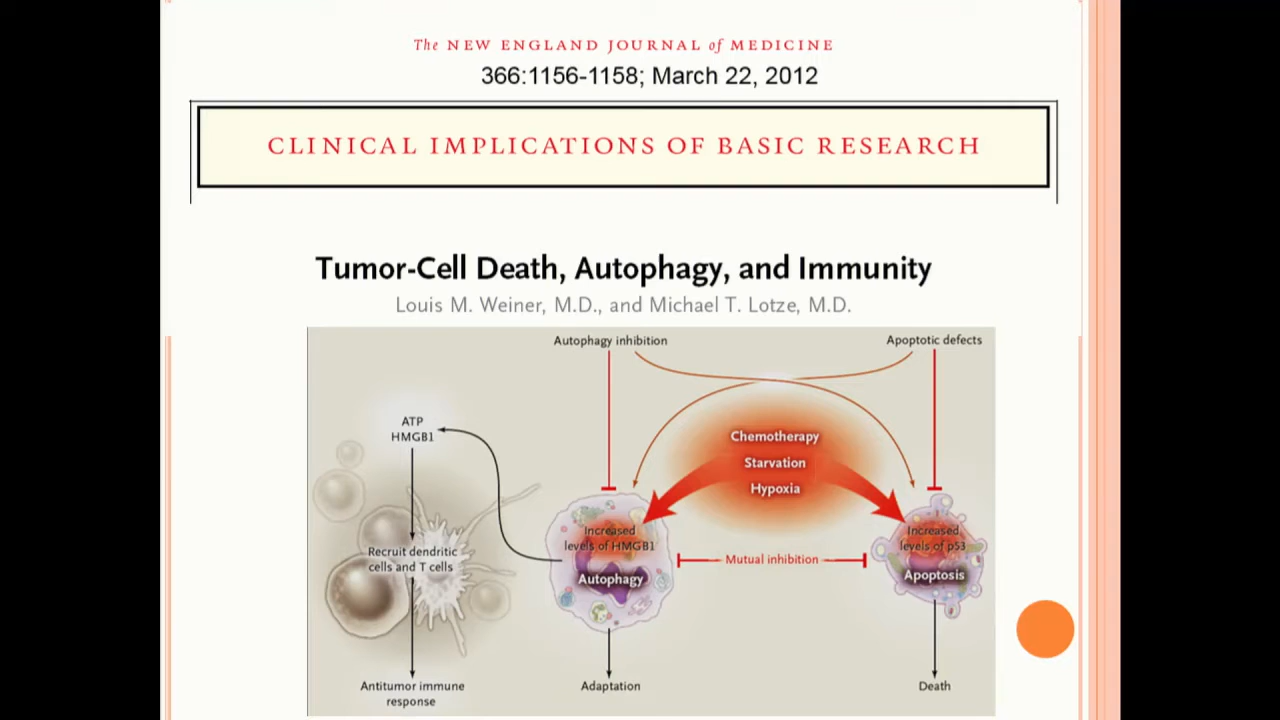 The NEW ENGLAND JOURNAL of MEDICINE
366:1156-1158; March 22, 2012
CLINICAL IMPLICATIONS OF BASIC RESEARCH
Tumor-Cell Death, Autophagy, and Immunity
Louis M. Weiner, M.D., and Michael T. Lotze, M.D.
Autophagy inhibition
Apoptotic defects
ATP
HMGB1
Chemotherapy
Starvation
Hypoxia
Recruit dendritic
cells and T cells
Increased
levels of HMGB1
Autophagy
Mutual inhibition
Increased
levels of p53
Apoptosis
Antitumor immune
response
Adaptation
Death